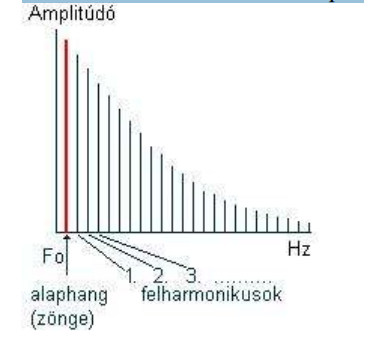 Amplitúdó
Hz
Fo
1. 2. 3. ...........
alaphang felharmonikusok
(zönge)